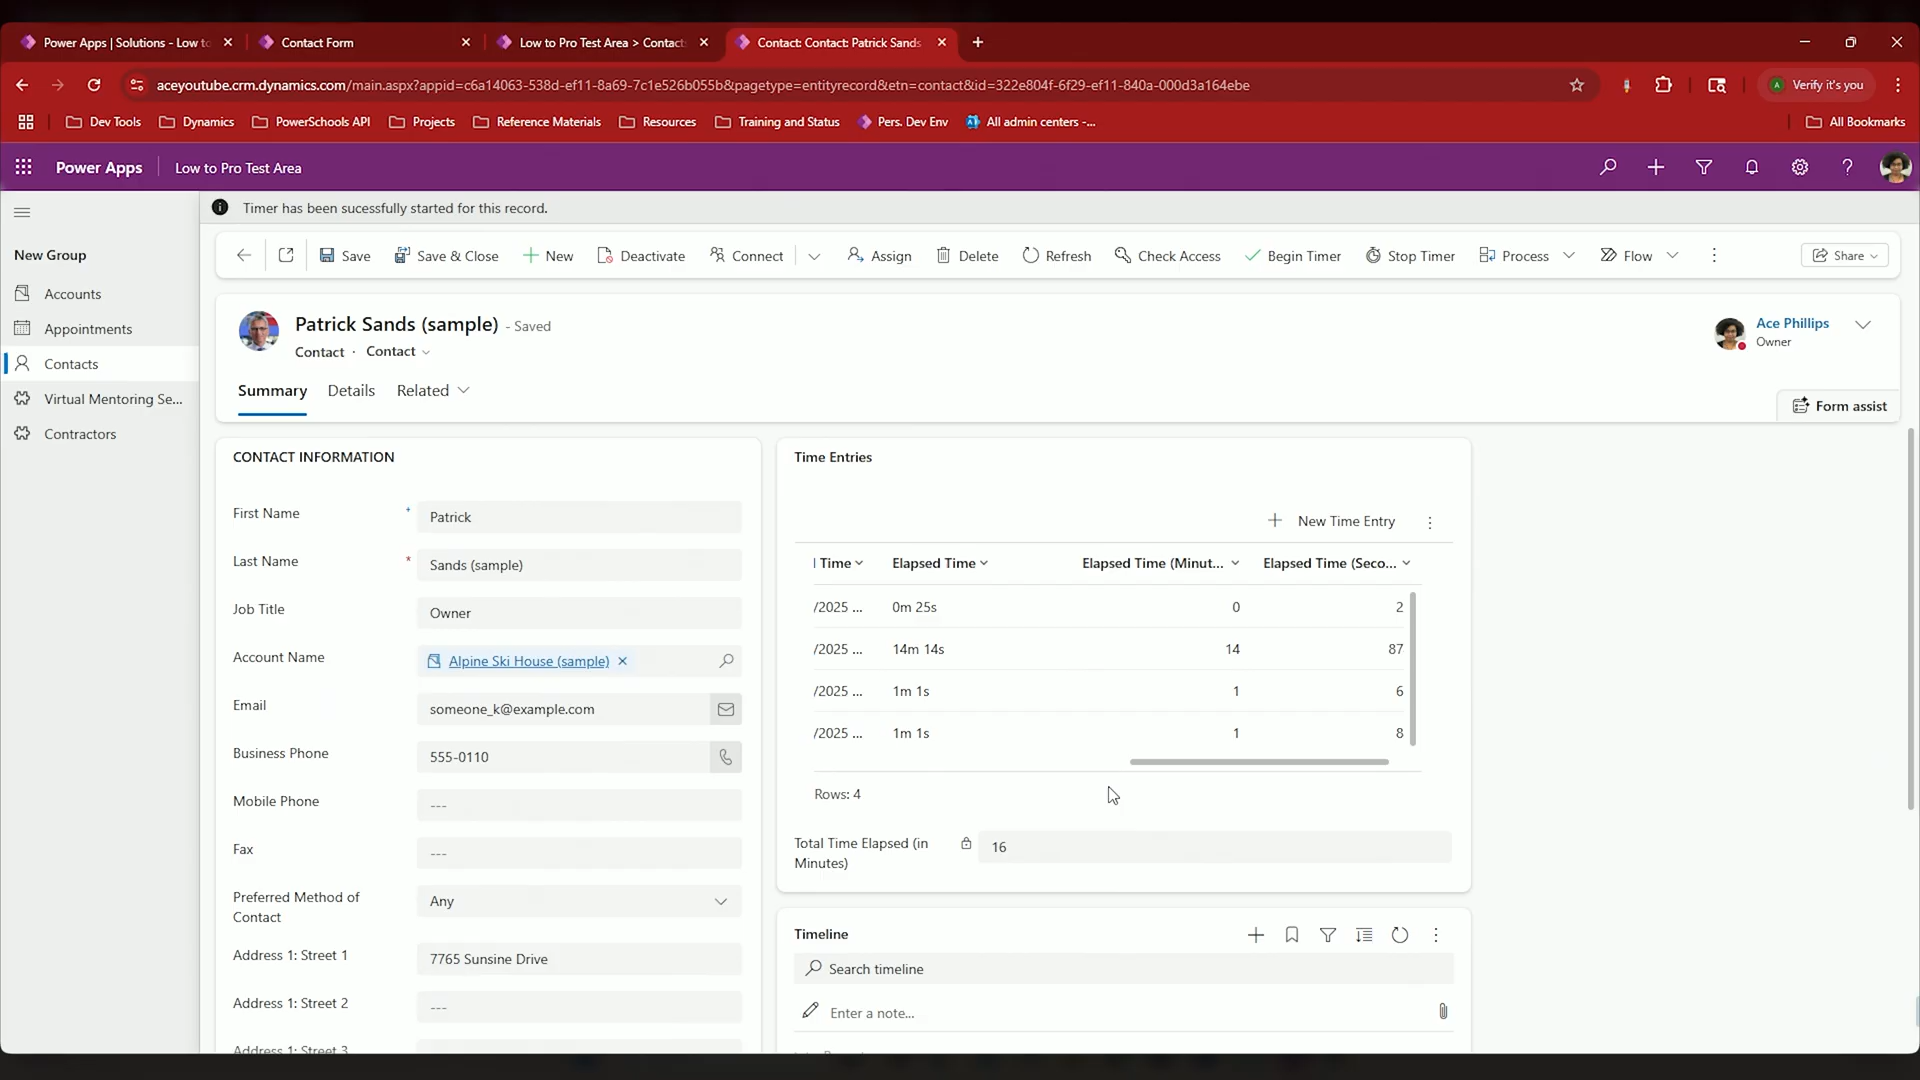 Power Apps | Solutions - Low to
Contact Form
Low to Pro Test Area > Contact
Contact: Contact: Patrick Sands
aceyoutube.crm.dynamics.com/main.aspx?appid=c6a14063-538d-ef11-8a69-7c1e526b055b&pagetype=entityrecord&etn=contact&id=322e804f-6f29-ef11-840a-000d3a164ebe
A
Verify it's you
Dev Tools
Dynamics
PowerSchools API
Projects
Reference Materials
Resources
Training and Status
Pers. Dev Env
All admin centers -...
All Bookmarks
Power Apps
Low to Pro Test Area
Timer has been sucessfully started for this record.
Save
Save & Close
New
Deactivate
Connect
Assign
Delete
Refresh
Check Access
Begin Timer
Stop Timer
Process
Flow
Share
New Group
Accounts
Appointments
Contacts
Virtual Mentoring Se...
Contractors
Patrick Sands (sample) - Saved
Contact · Contact
Ace Phillips
Owner
Summary
Details
Related
Form assist
CONTACT INFORMATION
First Name
Patrick
Last Name
Sands (sample)
Job Title
Owner
Account Name
Alpine Ski House (sample)
Email
someone_k@example.com
Business Phone
555-0110
Mobile Phone
---
Fax
---
Preferred Method of
Contact
Any
Address 1: Street 1
7765 Sunsine Drive
Address 1: Street 2
---
Address 1: Street 3
Time Entries
New Time Entry
l Time
Elapsed Time
Elapsed Time (Minut...
Elapsed Time (Seco...
/2025 ... 0m 25s 0 2
/2025 ... 14m 14s 14 87
/2025 ... 1m 1s 1 6
/2025 ... 1m 1s 1 8
Rows: 4
Total Time Elapsed (in
Minutes)
16
Timeline
Search timeline
Enter a note...